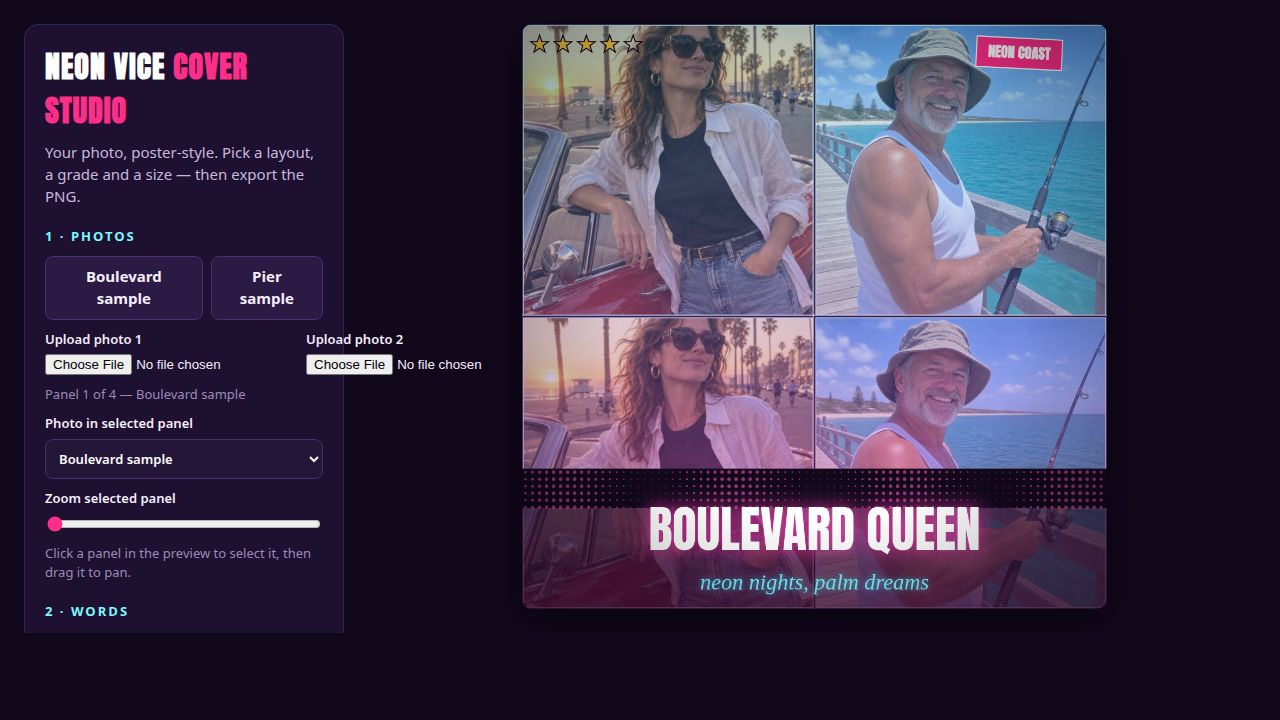 NEON VICE COVER
STUDIO
Your photo, poster-style. Pick a layout,
a grade and a size — then export the
PNG.
1 · PHOTOS
Boulevard
sample
Pier
sample
Upload photo 1
Upload photo 2
Choose File No file chosen
Choose File No file chosen
Panel 1 of 4 — Boulevard sample
Photo in selected panel
Boulevard sample
Zoom selected panel
Click a panel in the preview to select it, then
drag it to pan.
2 · WORDS
NEON COAST
BOULEVARD QUEEN
neon nights, palm dreams